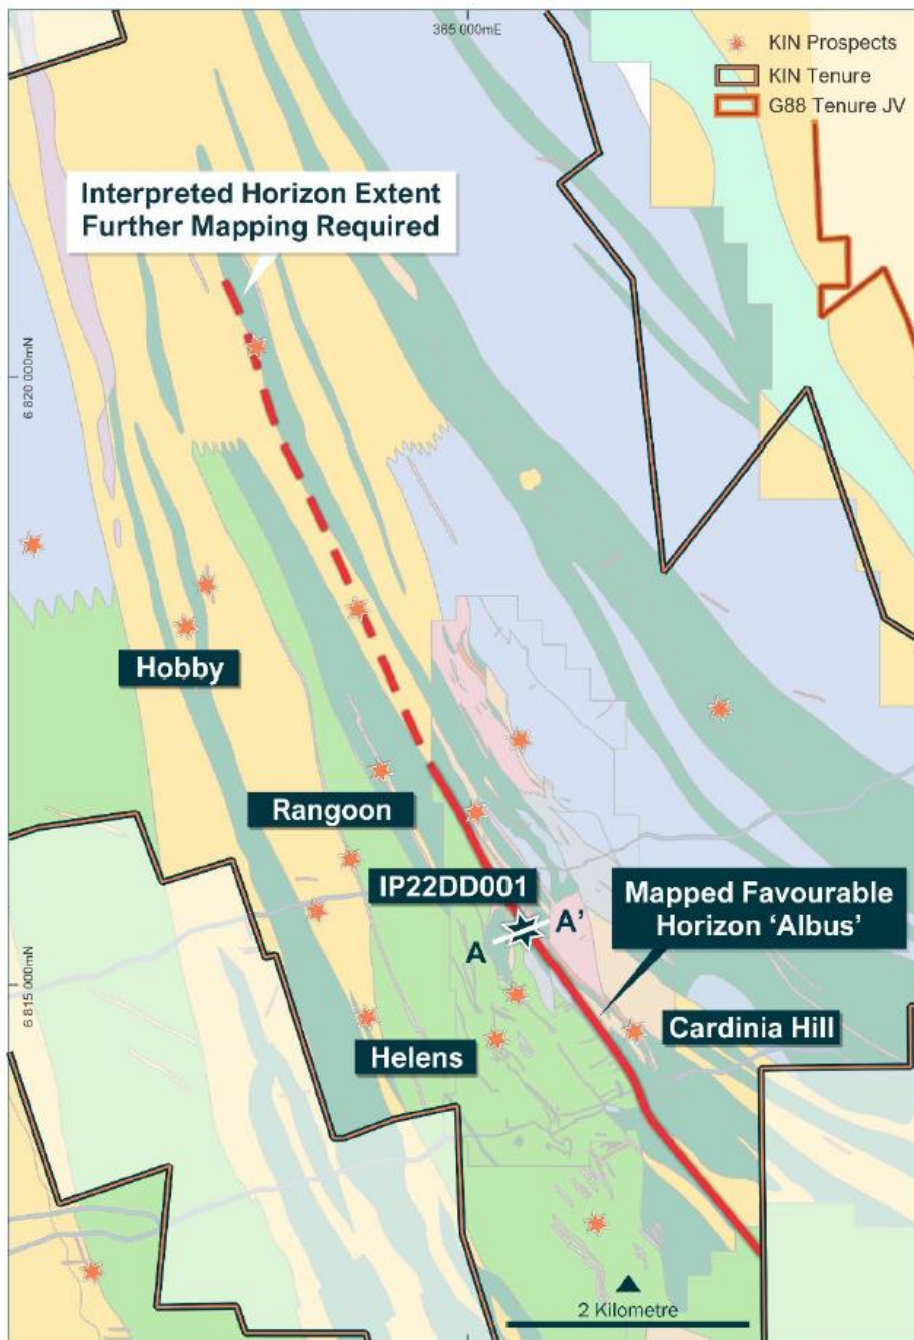 365 000mE
KIN Prospects
KIN Tenure
G88 Tenure JV
Interpreted Horizon Extent
Further Mapping Required
6 820 000mN
Hobby
Rangoon
IP22DD001
A'
A
Mapped Favourable
Horizon ‘Albus’
6 815 000mN
Cardinia Hill
Helens
2 Kilometre